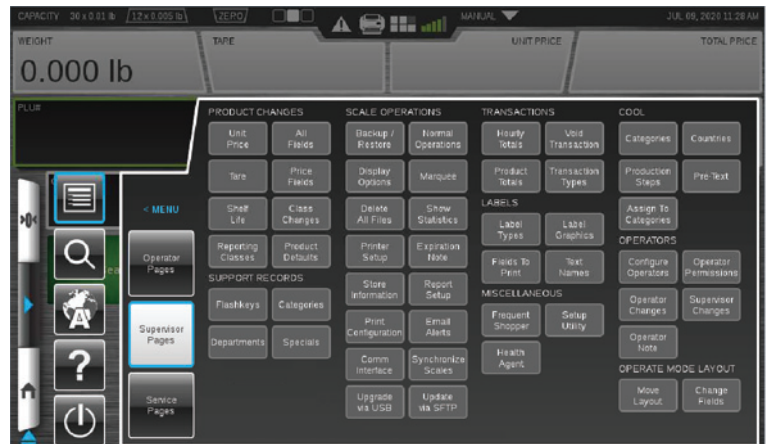 CAPACITY 30 x 0.01 lb / 12 x 0.005 lb \ZERO/ MANUAL JUL 09, 2020 11:28 AM
WEIGHT TARE UNIT PRICE TOTAL PRICE
0.000 lb
PLU#
< MENU
Operator
Pages
Supervisor
Pages
Service
Pages
PRODUCT CHANGES
Unit
Price
All
Fields
Tare
Price
Fields
Shelf
Life
Class
Changes
Reporting
Classes
Product
Defaults
SUPPORT RECORDS
Flashkeys
Categories
Departments
Specials
SCALE OPERATIONS
Backup /
Restore
Normal
Operations
Display
Options
Marquee
Delete
All Files
Show
Statistics
Printer
Setup
Expiration
Note
Store
Information
Report
Setup
Print
Configuration
Email
Alerts
Comm
Interface
Synchronize
Scales
Upgrade
via USB
Update
via SFTP
TRANSACTIONS
Hourly
Totals
Void
Transaction
Product
Totals
Transaction
Types
LABELS
Label
Types
Label
Graphics
Fields To
Print
Text
Names
MISCELLANEOUS
Frequent
Shopper
Setup
Utility
Health
Agent
COOL
Categories
Countries
Production
Steps
Pre-Text
Assign To
Categories
OPERATORS
Configure
Operators
Operator
Permissions
Operator
Changes
Supervisor
Changes
Operator
Note
OPERATE MODE LAYOUT
Move
Layout
Change
Fields